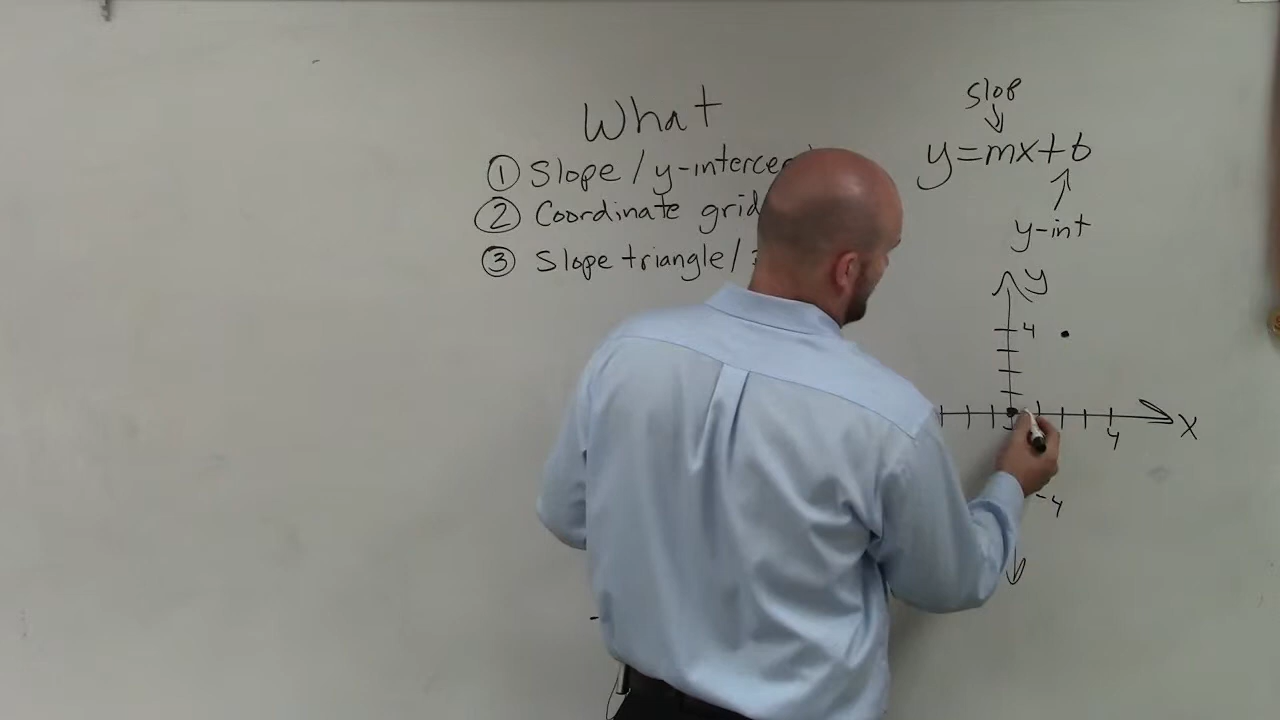 What
① Slope / y-interce
② Coordinate grid
③ Slope triangle /
slop
y=mx+b
y-int
y
4
x
4
-4